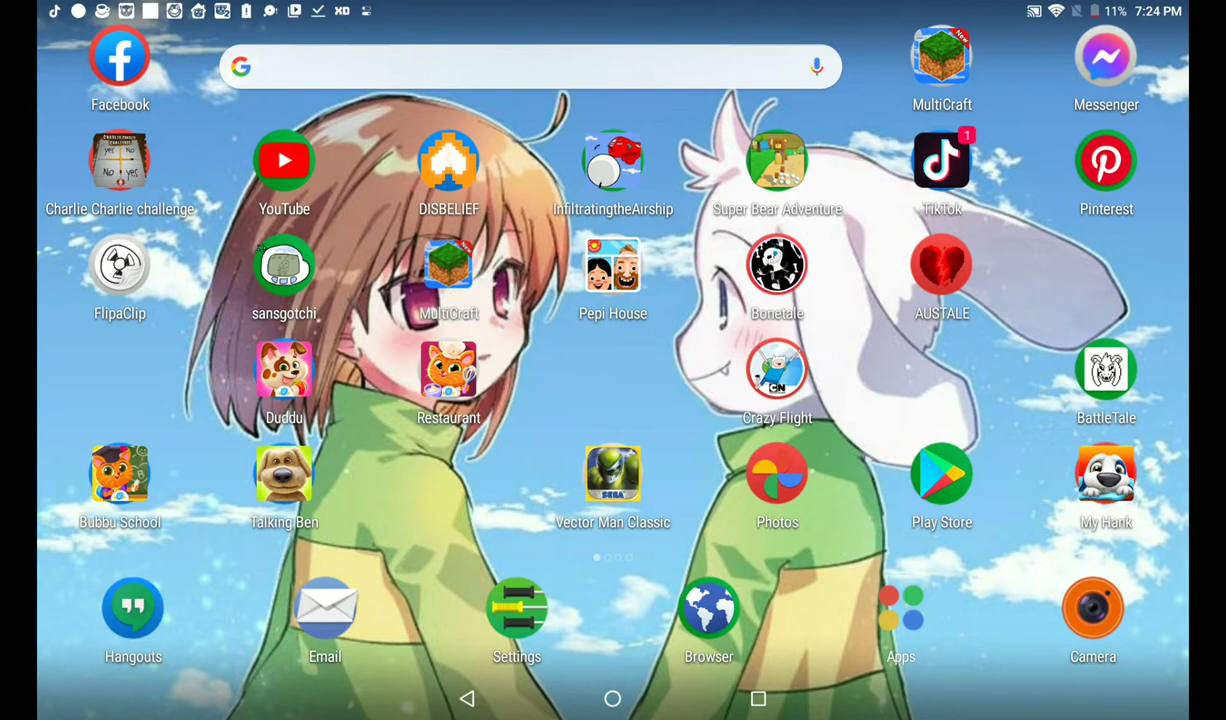 11% 7:24 PM
Facebook
MultiCraft
Messenger
Charlie Charlie challenge
YouTube
DISBELIEF
InfiltratingtheAirship
Super Bear Adventure
1
TikTok
Pinterest
FlipaClip
sansgotchi
MultiCraft
Pepi House
Bonetale
AUSTALE
Duddu
Restaurant
Crazy Flight
BattleTale
Bubbu School
Talking Ben
Vector Man Classic
Photos
Play Store
My Hank
Hangouts
Email
Settings
Browser
Apps
Camera